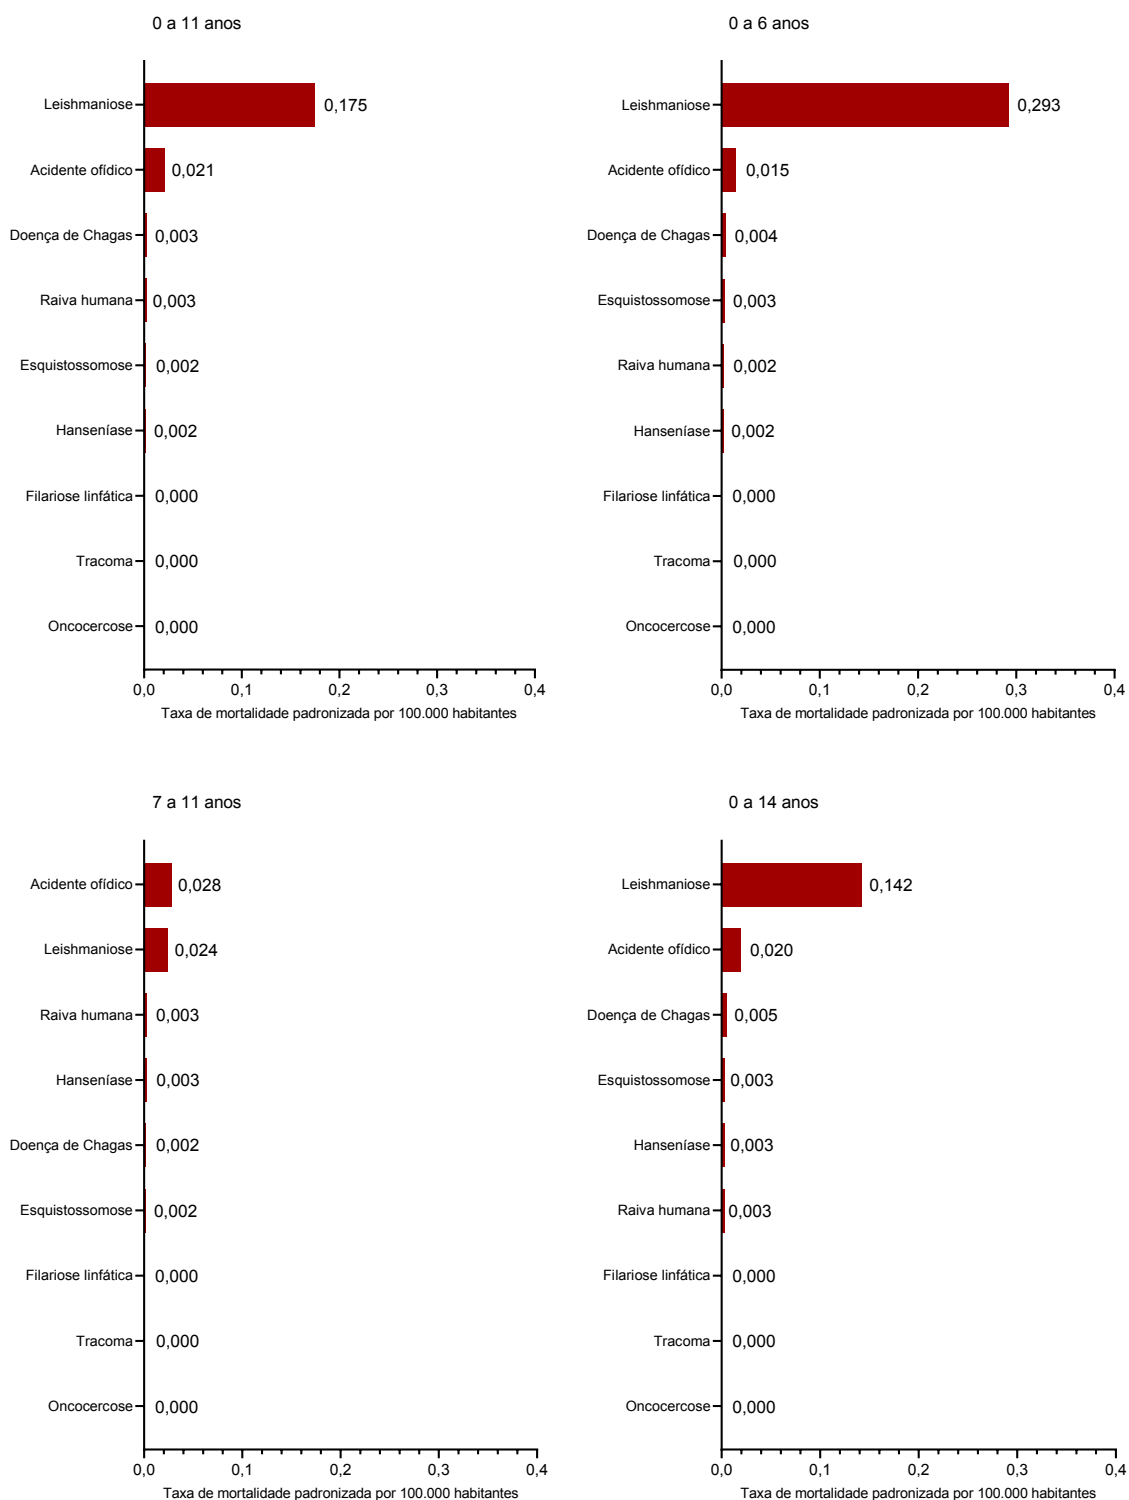 0 a 11 anos
Leishmaniose 0,175
Acidente ofídico 0,021
Doença de Chagas 0,003
Raiva humana 0,003
Esquistossomose 0,002
Hanseníase 0,002
Filariose linfática 0,000
Tracoma 0,000
Oncocercose 0,000
0,0 0,1 0,2 0,3 0,4
Taxa de mortalidade padronizada por 100.000 habitantes
0 a 6 anos
Leishmaniose 0,293
Acidente ofídico 0,015
Doença de Chagas 0,004
Esquistossomose 0,003
Raiva humana 0,002
Hanseníase 0,002
Filariose linfática 0,000
Tracoma 0,000
Oncocercose 0,000
0,0 0,1 0,2 0,3 0,4
Taxa de mortalidade padronizada por 100.000 habitantes
7 a 11 anos
Acidente ofídico 0,028
Leishmaniose 0,024
Raiva humana 0,003
Hanseníase 0,003
Doença de Chagas 0,002
Esquistossomose 0,002
Filariose linfática 0,000
Tracoma 0,000
Oncocercose 0,000
0,0 0,1 0,2 0,3 0,4
Taxa de mortalidade padronizada por 100.000 habitantes
0 a 14 anos
Leishmaniose 0,142
Acidente ofídico 0,020
Doença de Chagas 0,005
Esquistossomose 0,003
Hanseníase 0,003
Raiva humana 0,003
Filariose linfática 0,000
Tracoma 0,000
Oncocercose 0,000
0,0 0,1 0,2 0,3 0,4
Taxa de mortalidade padronizada por 100.000 habitantes